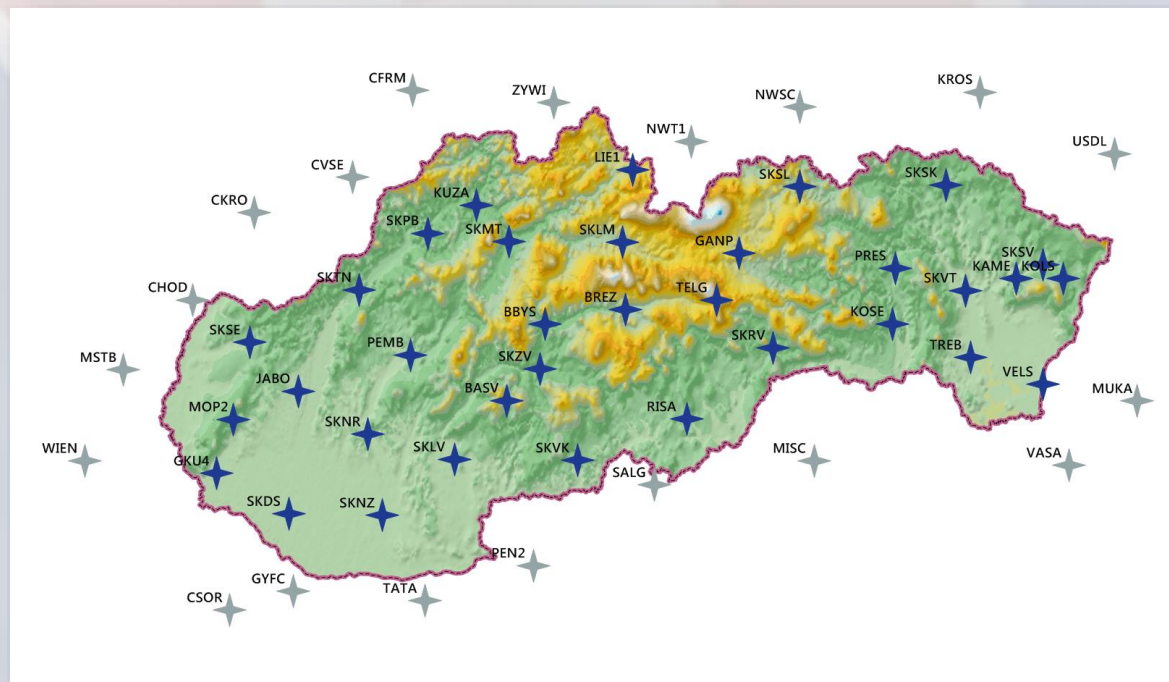 CFRM
KROS
ZYWI
NWSC
NWT1
USDL
LIE1
CVSE
SKSL
SKSK
KUZA
CKRO
SKPB
SKMT
SKLM
GANP
PRES
SKSV
KAME
KOLS
SKTN
SKVT
CHOD
TELG
BREZ
BBYS
KOSE
SKSE
SKRV
PEMB
TREB
MSTB
SKZV
VELS
JABO
BASV
MUKA
MOP2
RISA
SKNR
WIEN
SKLV
SKVK
MISC
VASA
GKU4
SALG
SKDS
SKNZ
PEN2
GYFC
TATA
CSOR